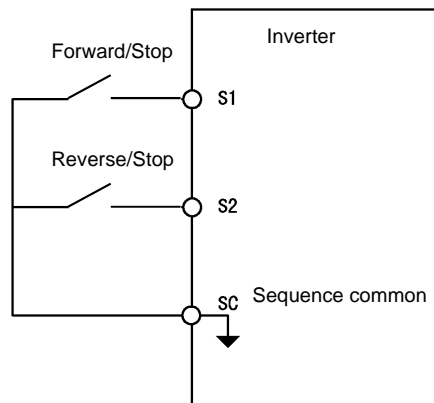 Inverter
Forward/Stop
S1
Reverse/Stop
S2
SC Sequence common